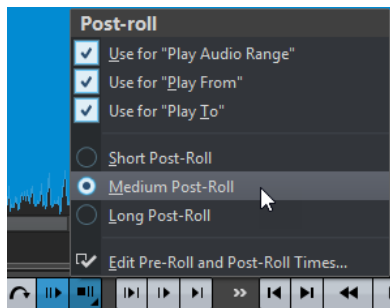 Post-roll
Use for "Play Audio Range"
Use for "Play From"
Use for "Play To"
Short Post-Roll
Medium Post-Roll
Long Post-Roll
Edit Pre-Roll and Post-Roll Times...